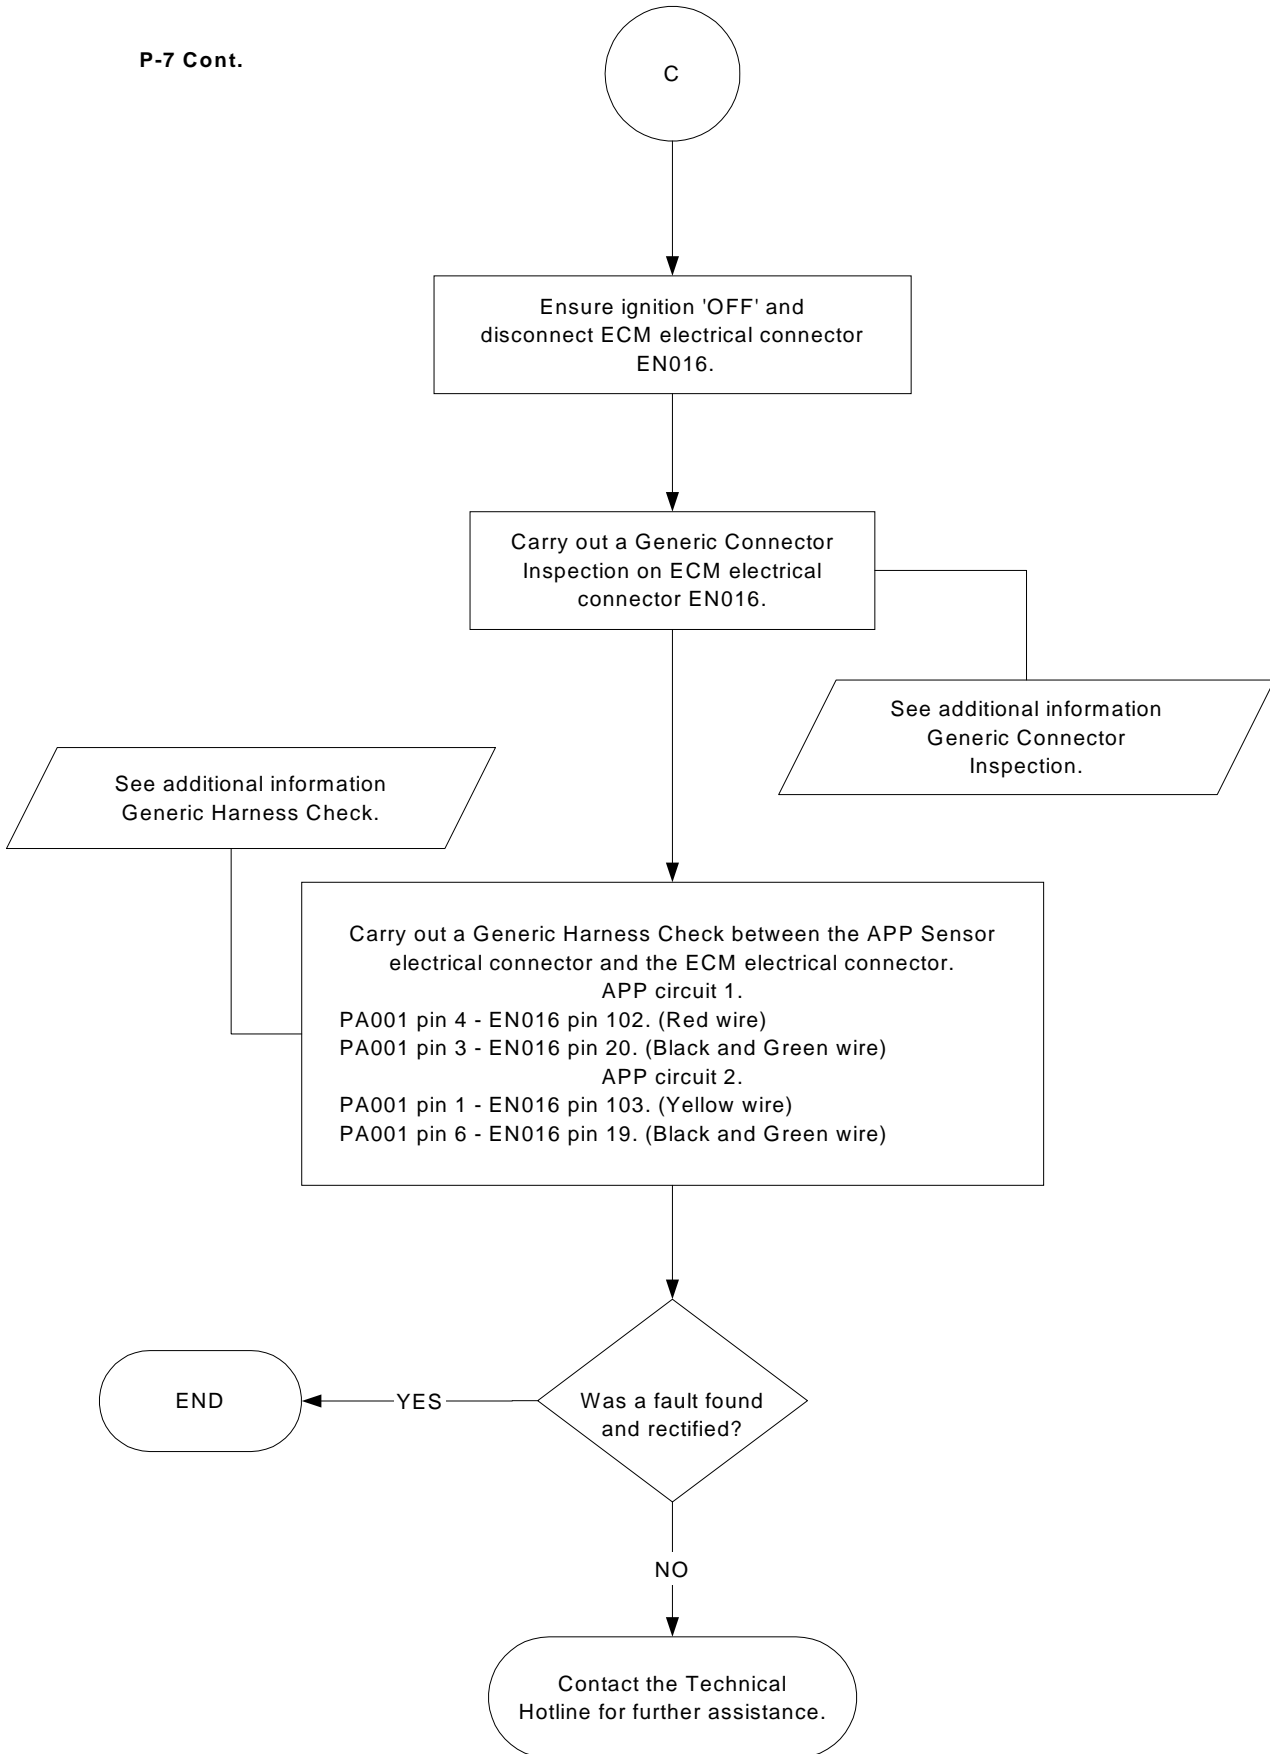 P-7 Cont.
C
Ensure ignition 'OFF' and
disconnect ECM electrical connector
EN016.
Carry out a Generic Connector
Inspection on ECM electrical
connector EN016.
See additional information
Generic Connector
Inspection.
See additional information
Generic Harness Check.
Carry out a Generic Harness Check between the APP Sensor
electrical connector and the ECM electrical connector.
APP circuit 1.
PA001 pin 4 - EN016 pin 102. (Red wire)
PA001 pin 3 - EN016 pin 20. (Black and Green wire)
APP circuit 2.
PA001 pin 1 - EN016 pin 103. (Yellow wire)
PA001 pin 6 - EN016 pin 19. (Black and Green wire)
Was a fault found
and rectified?
YES
END
NO
Contact the Technical
Hotline for further assistance.